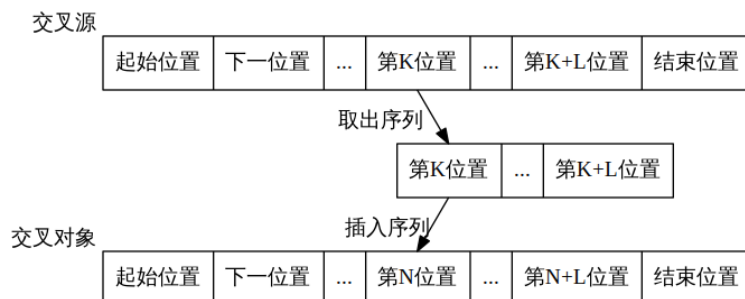 交叉源
起始位置 下一位置 ... 第K位置 ... 第K+L位置 结束位置
取出序列
第K位置 ... 第K+L位置
插入序列
交叉对象
起始位置 下一位置 ... 第N位置 ... 第N+L位置 结束位置